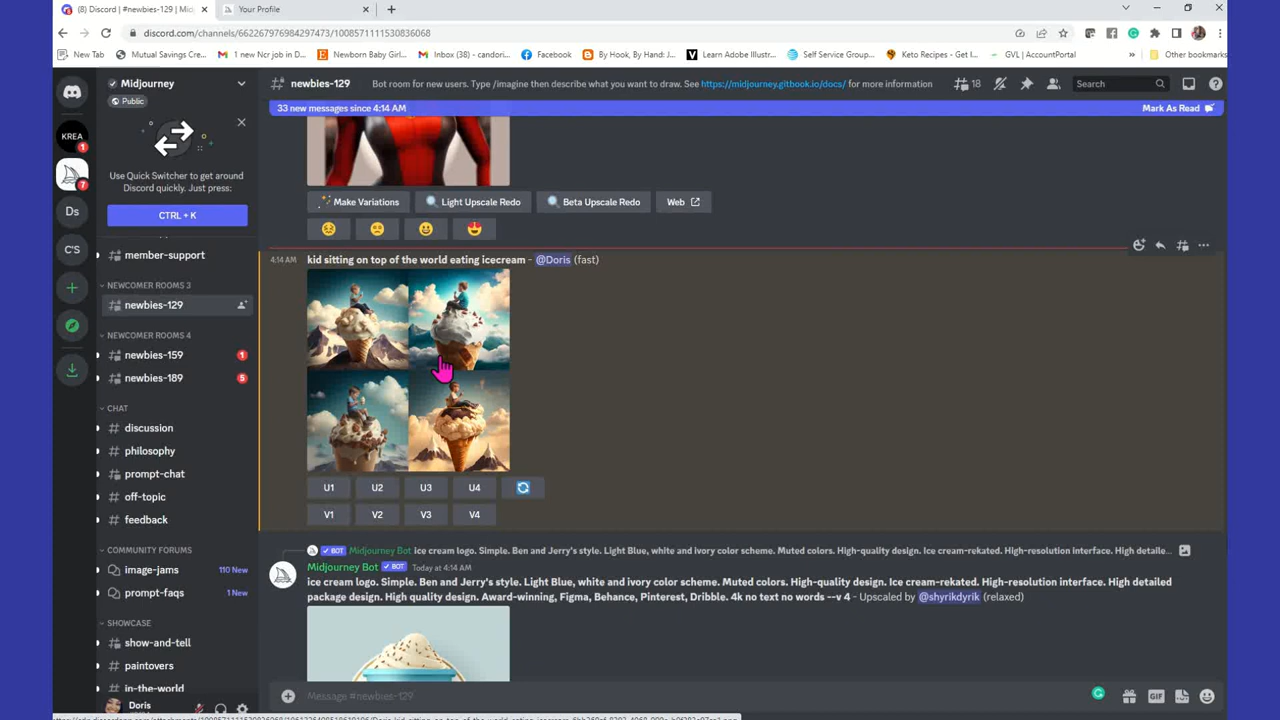 (8) Discord | #newbies-129 | Mid
Your Profile
discord.com/channels/662267976984297473/1008571111530836068
New Tab
Mutual Savings Cre...
1 new Ncr job in D...
Newborn Baby Girl...
Inbox (38) - candori...
Facebook
By Hook, By Hand: J...
Learn Adobe Illustr...
Self Service Group...
Keto Recipes - Get I...
GVL | AccountPortal
Other bookmarks
Midjourney
Public
newbies-129
Bot room for new users. Type /imagine then describe what you want to draw. See https://midjourney.gitbook.io/docs/ for more information
18
Search
33 new messages since 4:14 AM
Mark As Read
KREA
1
7
Ds
C'S
Use Quick Switcher to get around
Discord quickly. Just press:
CTRL + K
member-support
NEWCOMER ROOMS 3
newbies-129
NEWCOMER ROOMS 4
newbies-159
1
newbies-189
5
CHAT
discussion
philosophy
prompt-chat
off-topic
feedback
COMMUNITY FORUMS
image-jams
110 New
prompt-faqs
1 New
SHOWCASE
show-and-tell
paintovers
in-the-world
Doris
Make Variations
Light Upscale Redo
Beta Upscale Redo
Web
4:14 AM
kid sitting on top of the world eating icecream - @Doris (fast)
U1
U2
U3
U4
V1
V2
V3
V4
BOT Midjourney Bot ice cream logo. Simple. Ben and Jerry's style. Light Blue, white and ivory color scheme. Muted colors. High-quality design. Ice cream-rekated. High-resolution interface. High detaile...
Midjourney Bot BOT Today at 4:14 AM
ice cream logo. Simple. Ben and Jerry's style. Light Blue, white and ivory color scheme. Muted colors. High-quality design. Ice cream-rekated. High-resolution interface. High detailed
package design. High quality design. Award-winning, Figma, Behance, Pinterest, Dribble. 4k no text no words --v 4 - Upscaled by @shyrikdyrik (relaxed)
Message #newbies-129
GIF